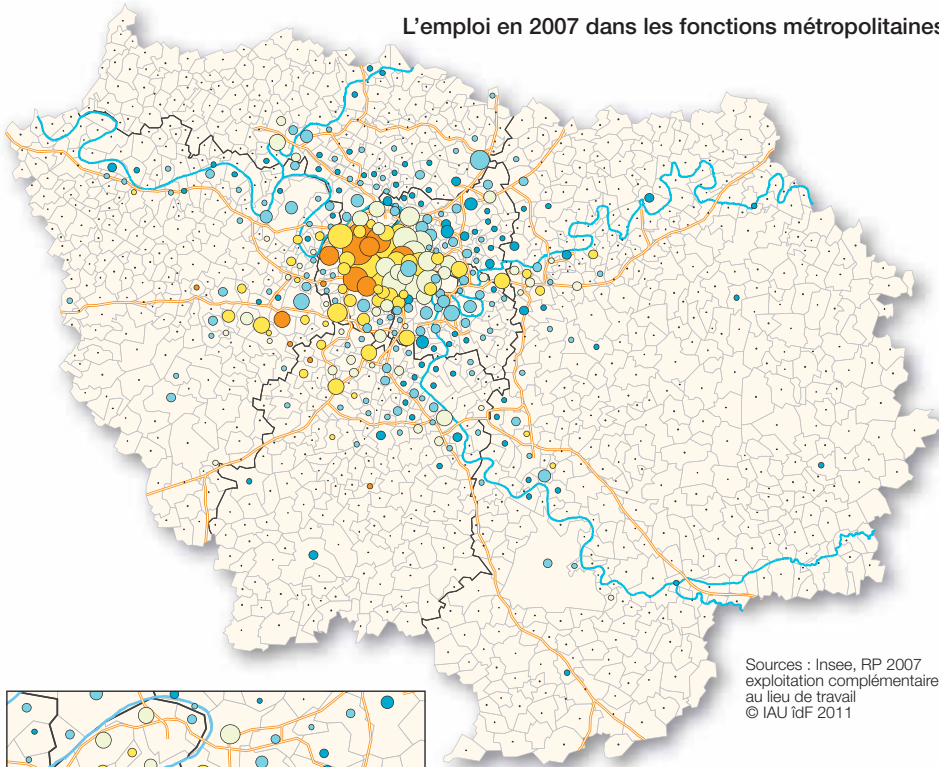 L'emploi en 2007 dans les fonctions métropolitaines
Sources : Insee, RP 2007
exploitation complémentaire
au lieu de travail
© IAU îdF 2011